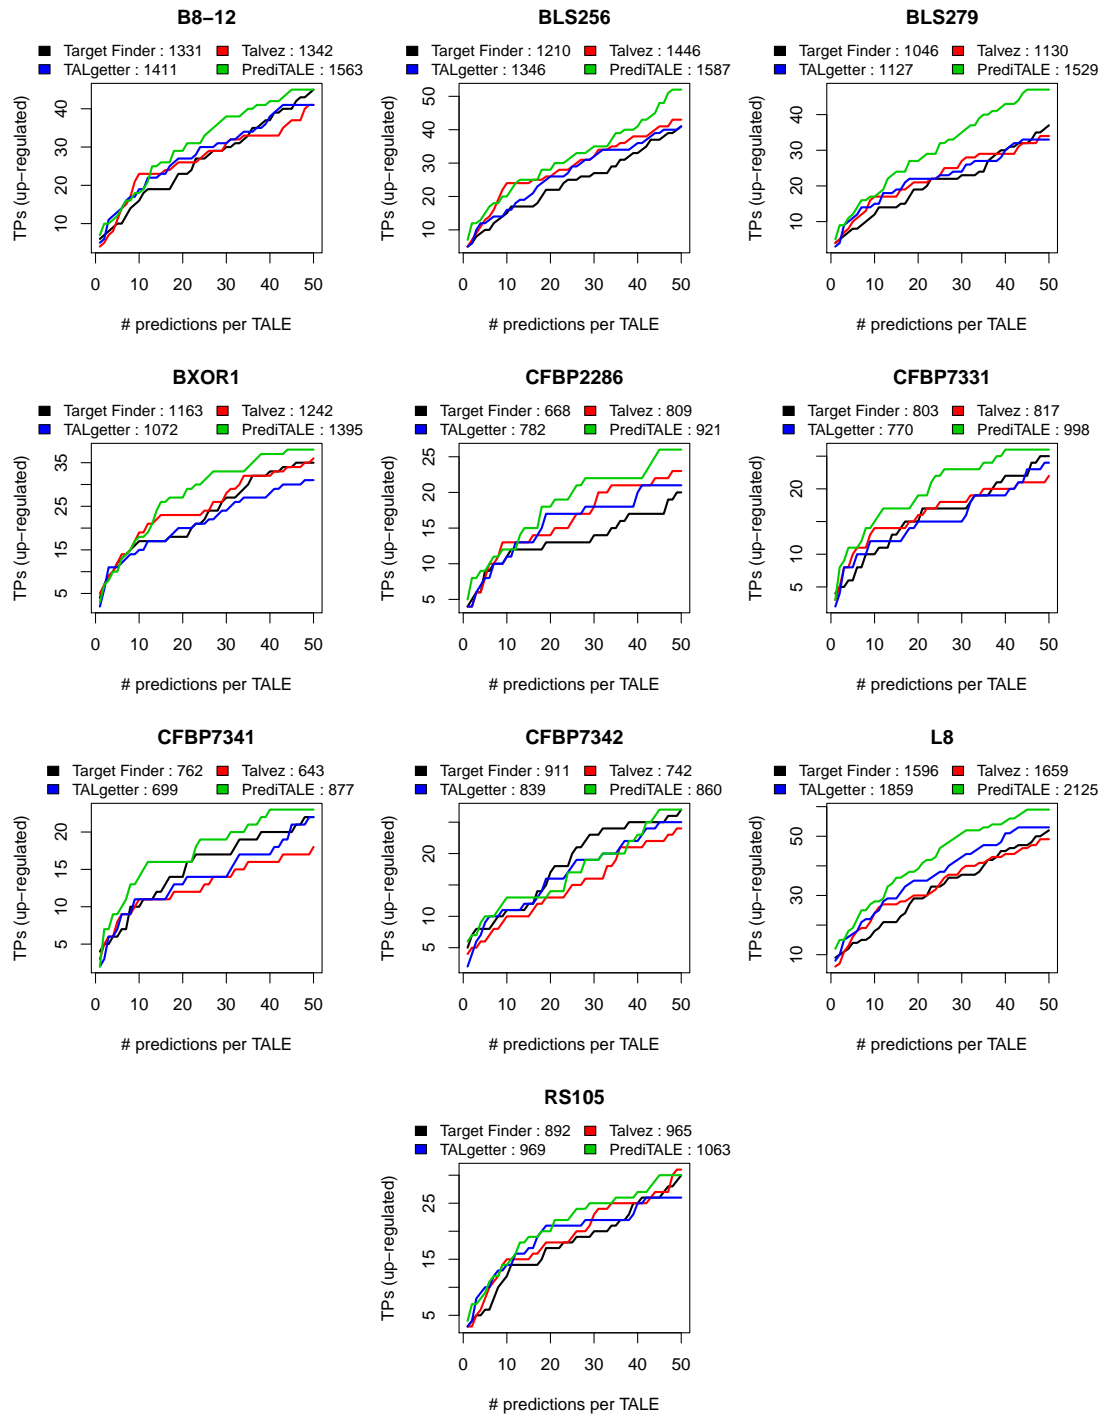 B8−12
Target Finder : 1331 Talvez : 1342
TALgetter : 1411 PrediTALE : 1563
TPs (up−regulated)
40
30
20
10
0 10 20 30 40 50
# predictions per TALE
BLS256
Target Finder : 1210 Talvez : 1446
TALgetter : 1346 PrediTALE : 1587
TPs (up−regulated)
50
40
30
20
10
0 10 20 30 40 50
# predictions per TALE
BLS279
Target Finder : 1046 Talvez : 1130
TALgetter : 1127 PrediTALE : 1529
TPs (up−regulated)
40
30
20
10
0 10 20 30 40 50
# predictions per TALE
BXOR1
Target Finder : 1163 Talvez : 1242
TALgetter : 1072 PrediTALE : 1395
TPs (up−regulated)
35
25
15
5
0 10 20 30 40 50
# predictions per TALE
CFBP2286
Target Finder : 668 Talvez : 809
TALgetter : 782 PrediTALE : 921
TPs (up−regulated)
25
20
15
10
5
0 10 20 30 40 50
# predictions per TALE
CFBP7331
Target Finder : 803 Talvez : 817
TALgetter : 770 PrediTALE : 998
TPs (up−regulated)
20
10
5
0 10 20 30 40 50
# predictions per TALE
CFBP7341
Target Finder : 762 Talvez : 643
TALgetter : 699 PrediTALE : 877
TPs (up−regulated)
20
15
10
5
0 10 20 30 40 50
# predictions per TALE
CFBP7342
Target Finder : 911 Talvez : 742
TALgetter : 839 PrediTALE : 860
TPs (up−regulated)
20
10
5
0 10 20 30 40 50
# predictions per TALE
L8
Target Finder : 1596 Talvez : 1659
TALgetter : 1859 PrediTALE : 2125
TPs (up−regulated)
50
30
10
0 10 20 30 40 50
# predictions per TALE
RS105
Target Finder : 892 Talvez : 965
TALgetter : 969 PrediTALE : 1063
TPs (up−regulated)
25
15
5
0 10 20 30 40 50
# predictions per TALE